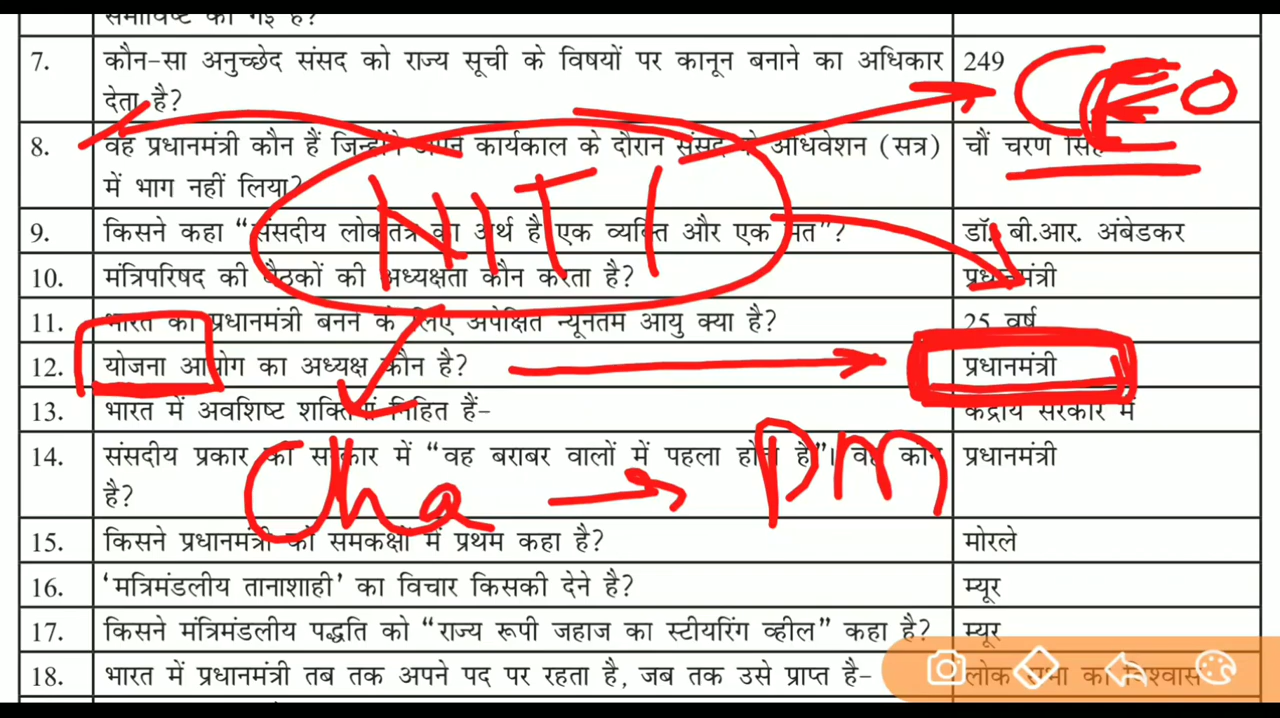 समाविष्ट की गई है?
7. कौन-सा अनुच्छेद संसद को राज्य सूची के विषयों पर कानून बनाने का अधिकार 249
देता है?
CEO
8. वह प्रधानमंत्री कौन हैं जिन्होंने अपने कार्यकाल के दौरान संसद के अधिवेशन (सत्र) चौं चरण सिंह
में भाग नहीं लिया?
NITI
9. किसने कहा “संसदीय लोकतंत्र का अर्थ है एक व्यक्ति और एक मत”? डॉ. बी.आर. अंबेडकर
10. मंत्रिपरिषद की बैठकों की अध्यक्षता कौन करता है? प्रधानमंत्री
11. भारत का प्रधानमंत्री बनने के लिए अपेक्षित न्यूनतम आयु क्या है? 25 वर्ष
12. योजना आयोग का अध्यक्ष कौन है? प्रधानमंत्री
13. भारत में अवशिष्ट शक्तियां निहित हैं- केंद्रीय सरकार में
14. संसदीय प्रकार की सरकार में “वह बराबर वालों में पहला होता है”। वह कौन प्रधानमंत्री
है?
Cha PM
15. किसने प्रधानमंत्री को समकक्षों में प्रथम कहा है? मोरले
16. ‘मत्रिमंडलीय तानाशाही’ का विचार किसकी देने है? म्यूर
17. किसने मंत्रिमंडलीय पद्धति को “राज्य रूपी जहाज का स्टीयरिंग व्हील” कहा है? म्यूर
18. भारत में प्रधानमंत्री तब तक अपने पद पर रहता है, जब तक उसे प्राप्त है- लोक सभा का विश्वास